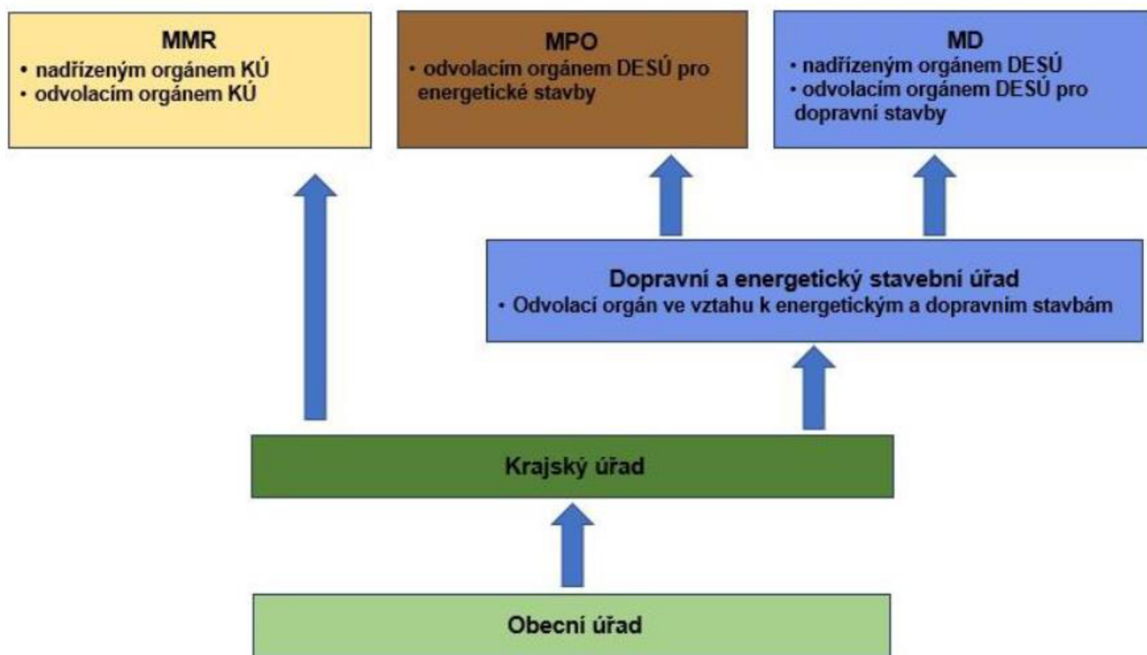 MMR
• nadřízeným orgánem KÚ
• odvolacím orgánem KÚ
MPO
• odvolacím orgánem DESÚ pro
energetické stavby
MD
• nadřízeným orgánem DESÚ
• odvolacím orgánem DESÚ pro
dopravní stavby
Dopravní a energetický stavební úřad
• Odvolací orgán ve vztahu k energetickým a dopravním stavbám
Krajský úřad
Obecní úřad